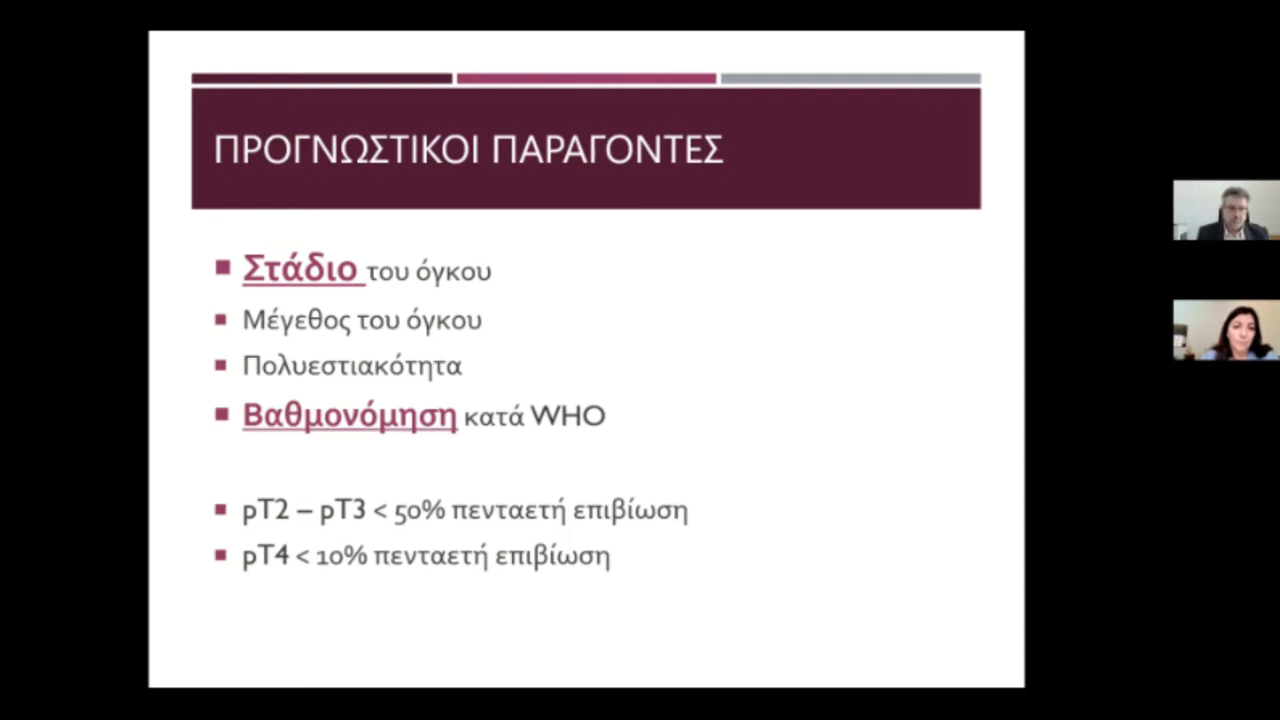 ΠΡΟΓΝΩΣΤΙΚΟΙ ΠΑΡΑΓΟΝΤΕΣ
Στάδιο του όγκου
Μέγεθος του όγκου
Πολυεστιακότητα
Βαθμονόμηση κατά WHO
pT2 – pT3 < 50% πενταετή επιβίωση
pT4 < 10% πενταετή επιβίωση